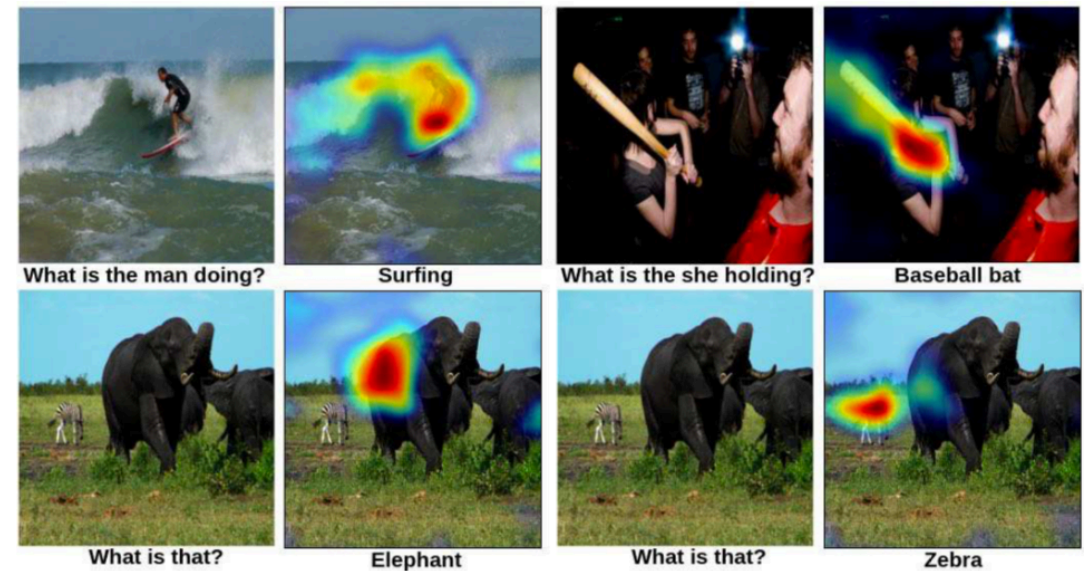 What is the man doing?
Surfing
What is the she holding?
Baseball bat
What is that?
Elephant
What is that?
Zebra